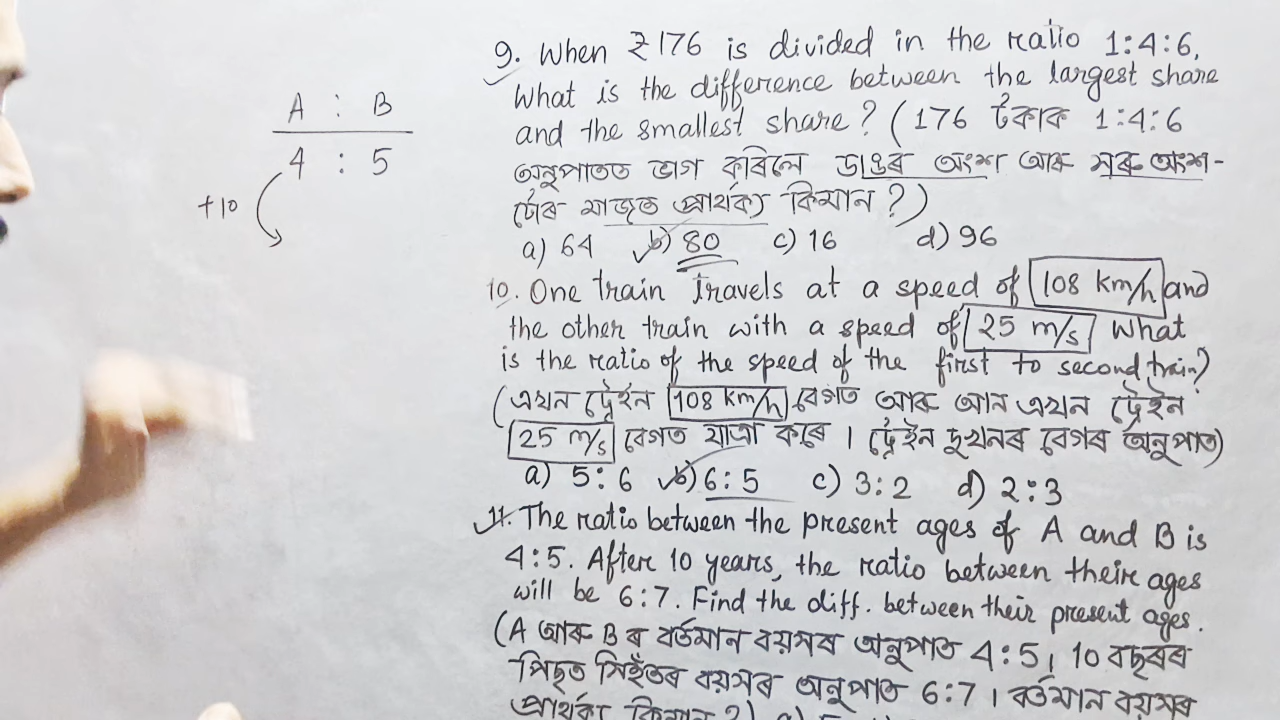 A : B
4 : 5
+10
9. When ₹176 is divided in the ratio 1:4:6,
What is the difference between the largest share
and the smallest share? (176 টকাক 1:4:6
অনুপাতত ভাগ কৰিলে ডাঙৰ অংশ আৰু সৰু অংশ-
টোৰ মাজত প্ৰাৰ্থক্য কিমান?)
a) 64 b) 80 c) 16 d) 96
10. One train travels at a speed of 108 km/h and
the other train with a speed of 25 m/s What
is the ratio of the speed of the first to second train?
(এখন ট্ৰেইন 108 km/h বেগত আৰু আন এখন ট্ৰেইন
25 m/s বেগত যাত্ৰা কৰে । ট্ৰেইন দুখনৰ বেগৰ অনুপাত)
a) 5:6 b) 6:5 c) 3:2 d) 2:3
11. The ratio between the present ages of A and B is
4:5. After 10 years, the ratio between their ages
will be 6:7. Find the diff. between their present ages.
(A আৰু B ৰ বৰ্তমান বয়সৰ অনুপাত 4:5। 10 বছৰৰ
পিছত সিহঁতৰ বয়সৰ অনুপাত 6:7 । বৰ্তমান বয়সৰ
প্ৰাৰ্থক্য কিমান?) a)